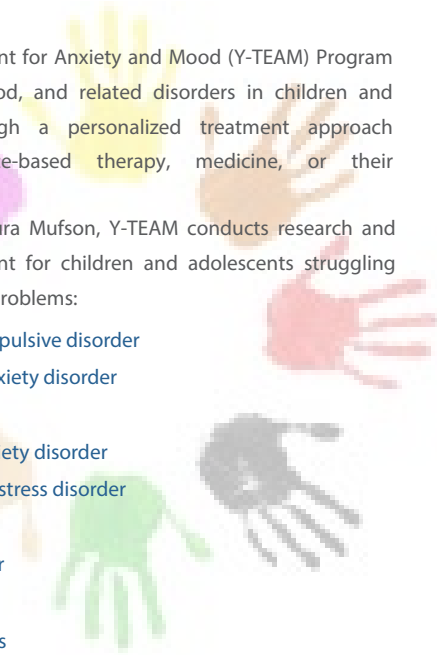 nt for Anxiety and Mood (Y-TEAM) Program
od, and related disorders in children and
gh a personalized treatment approach
e-based therapy, medicine, or their
ura Mufson, Y-TEAM conducts research and
nt for children and adolescents struggling
roblems:
pulsive disorder
xiety disorder
ety disorder
stress disorder
r
s